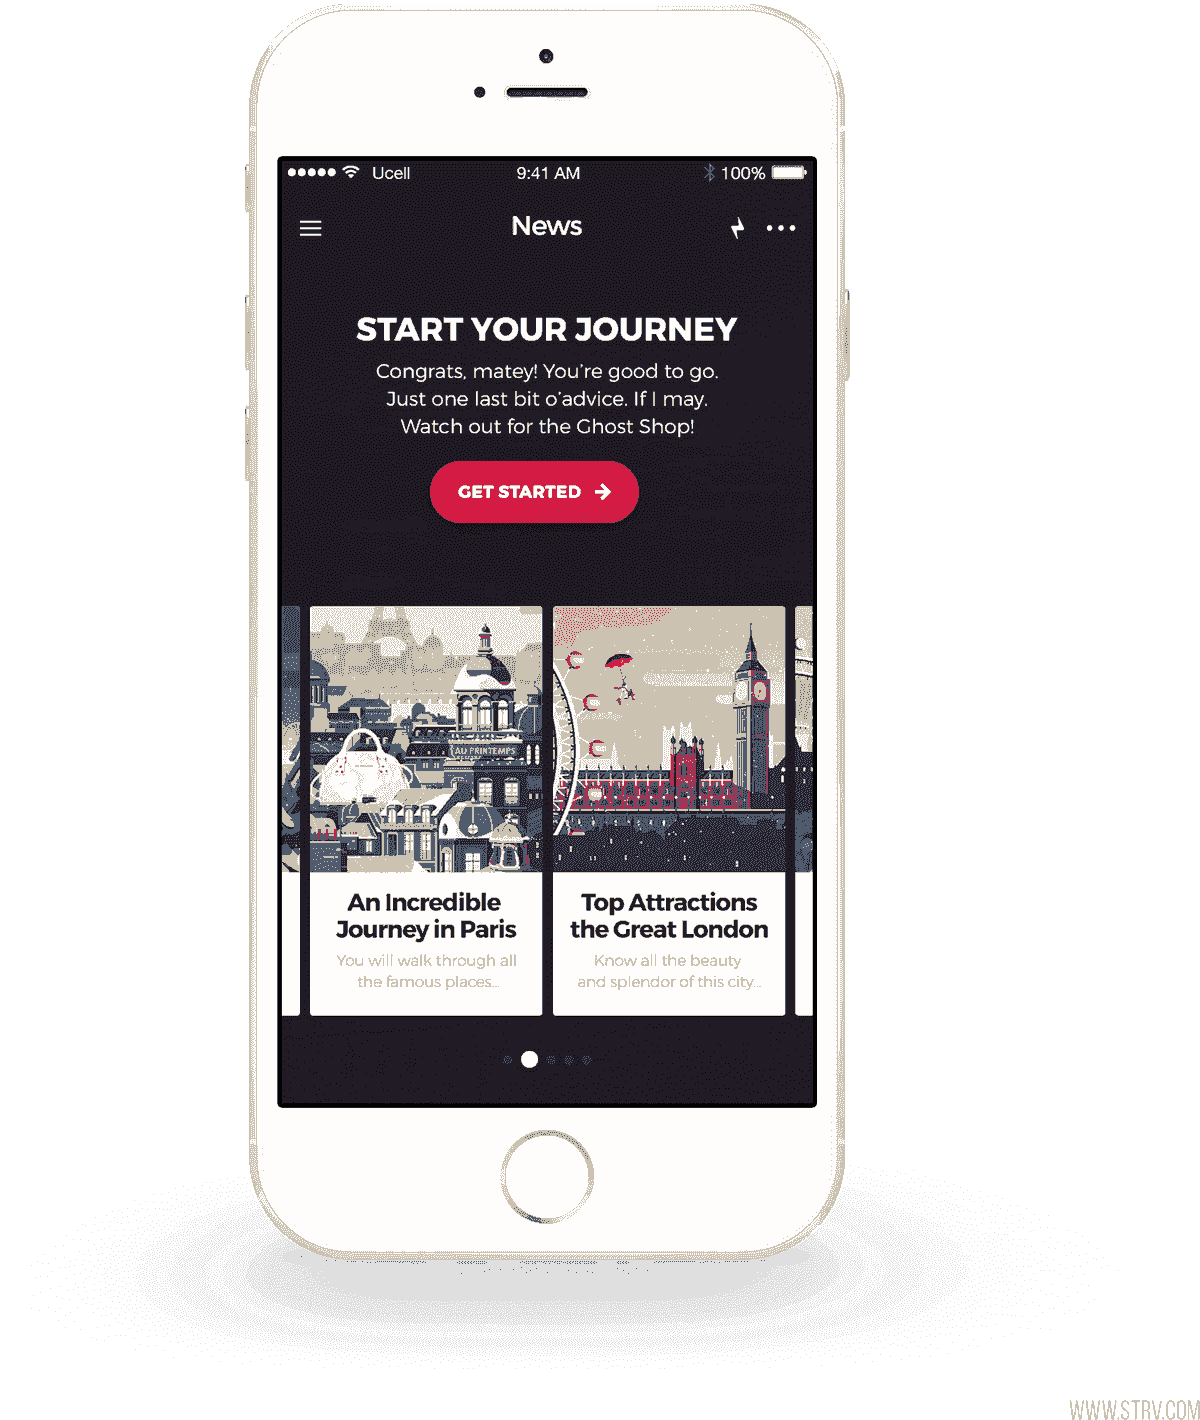 Ucell 9:41 AM 100%
News
START YOUR JOURNEY
Congrats, matey! You're good to go.
Just one last bit o'advice. If I may.
Watch out for the Ghost Shop!
GET STARTED
AU PRINTEMPS
An Incredible
Journey in Paris
You will walk through all
the famous places...
Top Attractions
the Great London
Know all the beauty
and splendor of this city...
WWW.STRV.COM